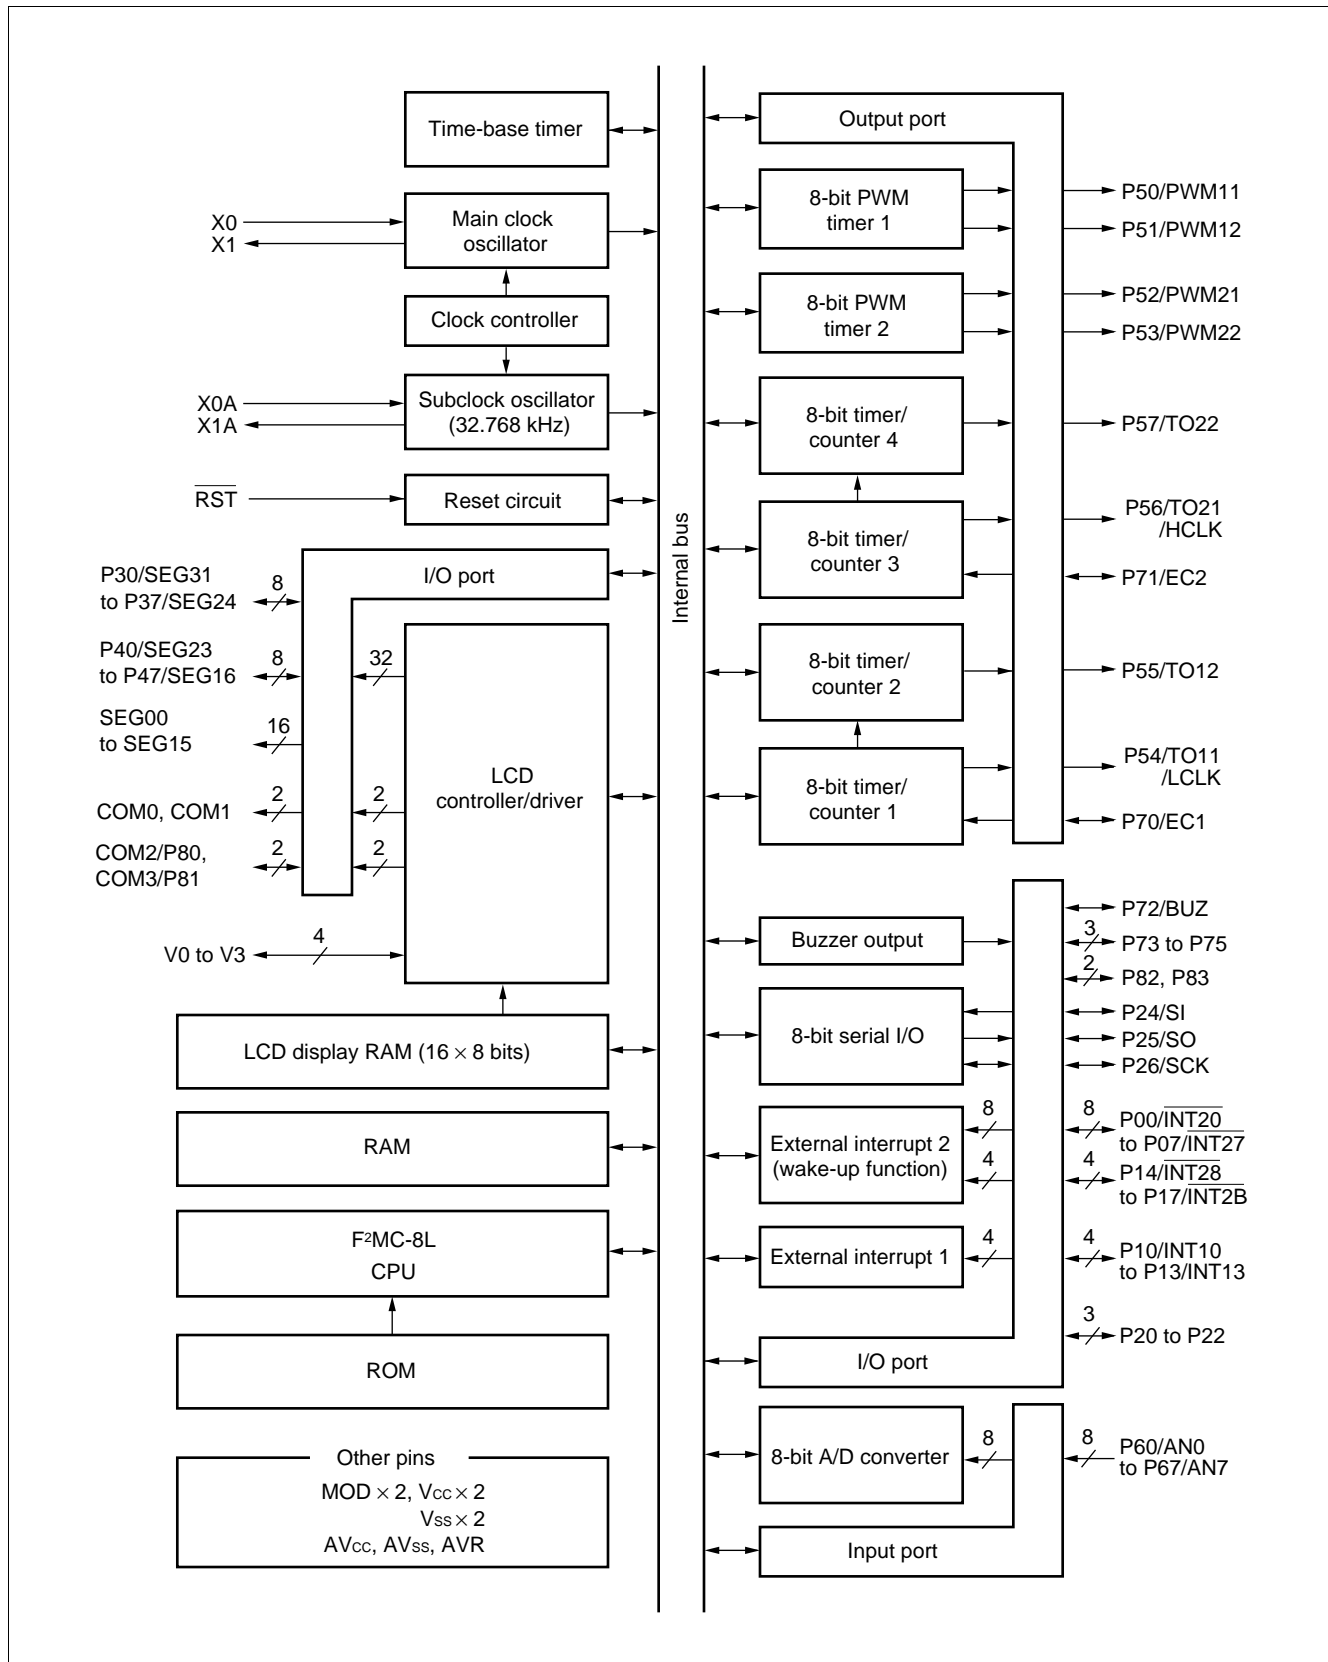 Time-base timer
X0
X1
Main clock
oscillator
Clock controller
X0A
X1A
Subclock oscillator
(32.768 kHz)
RST
Reset circuit
I/O port
P30/SEG31
to P37/SEG24
8
P40/SEG23
to P47/SEG16
8
32
SEG00
to SEG15
16
LCD
controller/driver
COM0, COM1
2
2
COM2/P80,
COM3/P81
2
2
V0 to V3
4
LCD display RAM (16 × 8 bits)
RAM
F²MC-8L
CPU
ROM
Other pins
MOD × 2, VCC × 2
VSS × 2
AVCC, AVSS, AVR
Internal bus
Output port
8-bit PWM
timer 1
P50/PWM11
P51/PWM12
8-bit PWM
timer 2
P52/PWM21
P53/PWM22
8-bit timer/
counter 4
P57/TO22
8-bit timer/
counter 3
P56/TO21
/HCLK
P71/EC2
8-bit timer/
counter 2
P55/TO12
8-bit timer/
counter 1
P54/TO11
/LCLK
P70/EC1
P72/BUZ
Buzzer output
3
P73 to P75
2
P82, P83
8-bit serial I/O
P24/SI
P25/SO
P26/SCK
External interrupt 2
(wake-up function)
8
4
8
P00/INT20
to P07/INT27
4
P14/INT28
to P17/INT2B
External interrupt 1
4
4
P10/INT10
to P13/INT13
3
P20 to P22
I/O port
8-bit A/D converter
8
8
P60/AN0
to P67/AN7
Input port